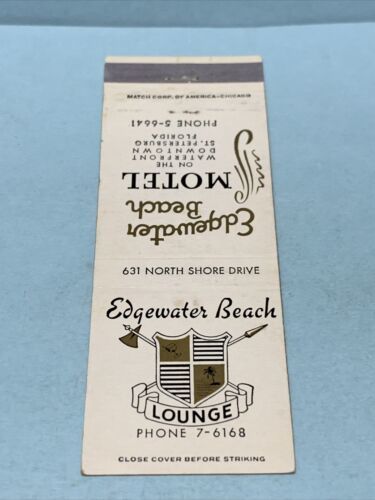 MATCH CORP. OF AMERICA-CHICAGO
Edgewater
Beach
MOTEL
ON THE
WATERFRONT
DOWNTOWN
ST. PETERSBURG
FLORIDA
PHONE 5-6641
631 NORTH SHORE DRIVE
Edgewater Beach
LOUNGE
PHONE 7-6168
CLOSE COVER BEFORE STRIKING